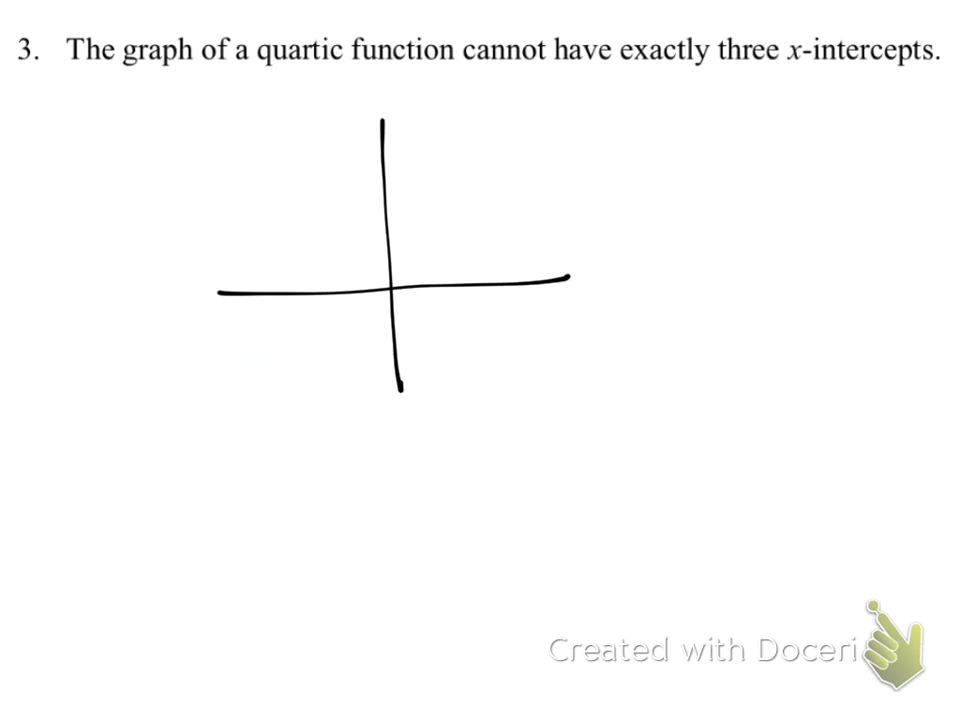 3. The graph of a quartic function cannot have exactly three x-intercepts.
Created with Doceri